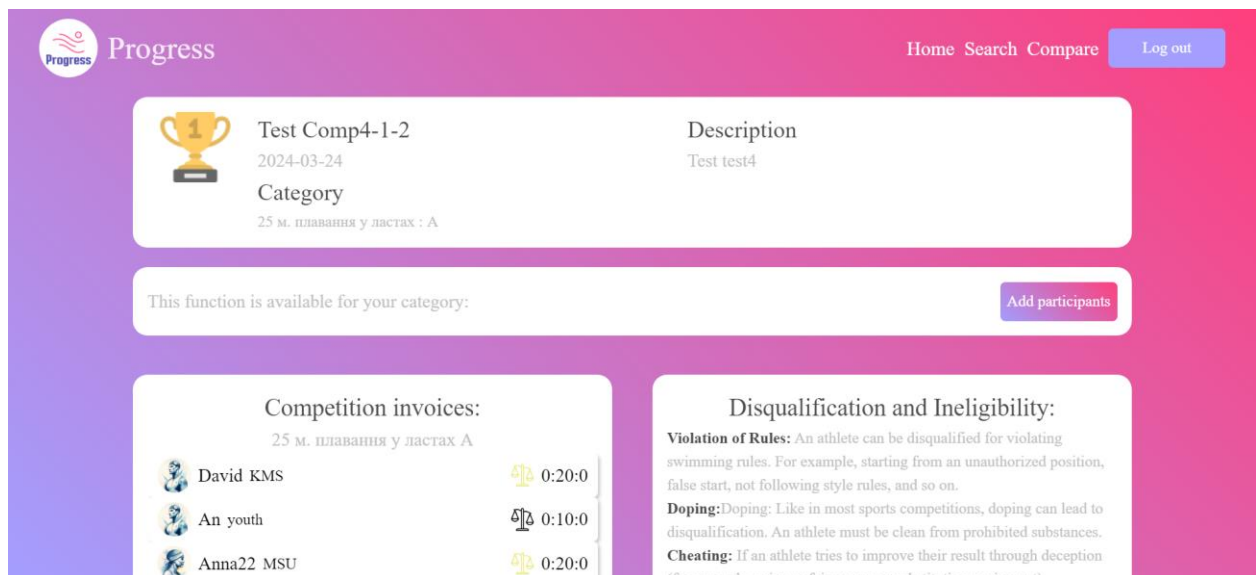 Progress
Progress
Home Search Compare Log out
1
Test Comp4-1-2
2024-03-24
Category
25 м. плавання у ластах : А
Description
Test test4
This function is available for your category:
Add participants
Competition invoices:
25 м. плавання у ластах А
David KMS 0:20:0
An youth 0:10:0
Anna22 MSU 0:20:0
Disqualification and Ineligibility:
Violation of Rules: An athlete can be disqualified for violating
swimming rules. For example, starting from an unauthorized position,
false start, not following style rules, and so on.
Doping:Doping: Like in most sports competitions, doping can lead to
disqualification. An athlete must be clean from prohibited substances.
Cheating: If an athlete tries to improve their result through deception